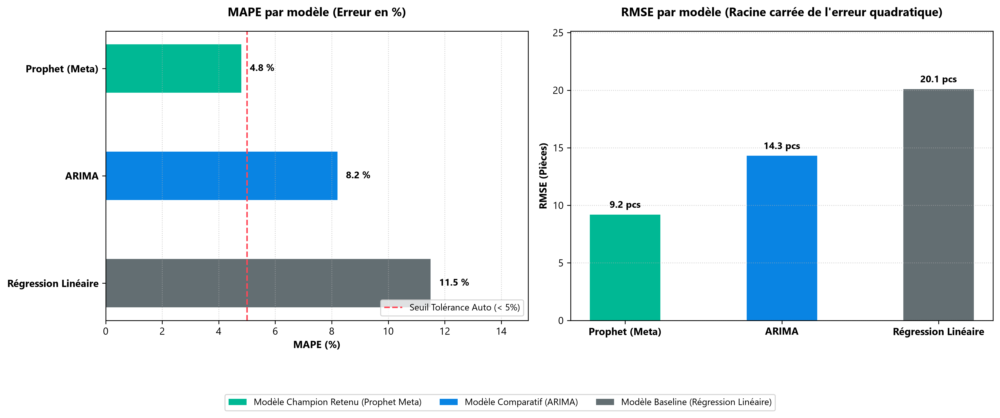 MAPE par modèle (Erreur en %)
Prophet (Meta)
ARIMA
Régression Linéaire
4.8 %
8.2 %
11.5 %
Seuil Tolérance Auto (< 5%)
0 2 4 6 8 10 12 14
MAPE (%)
RMSE par modèle (Racine carrée de l'erreur quadratique)
RMSE (Pièces)
25
20
15
10
5
0
9.2 pcs
14.3 pcs
20.1 pcs
Prophet (Meta) ARIMA Régression Linéaire
Modèle Champion Retenu (Prophet Meta) Modèle Comparatif (ARIMA) Modèle Baseline (Régression Linéaire)